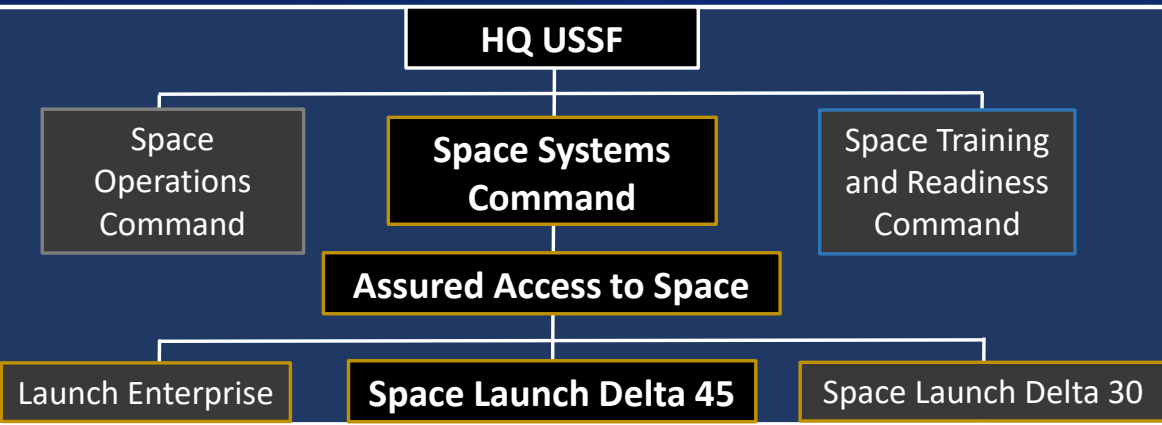 HQ USSF
Space
Operations
Command
Space Systems
Command
Space Training
and Readiness
Command
Assured Access to Space
Launch Enterprise
Space Launch Delta 45
Space Launch Delta 30